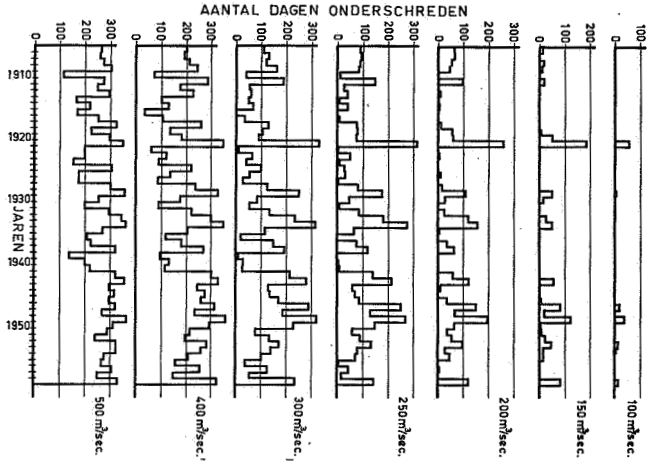 AANTAL DAGEN ONDERSCHREDEN
0 100 200 300 0 100 200 300 0 100 200 300 0 100 200 300 0 100 200 300 0 100 200 0 100
1910
1920
1930
JAREN
1940
1950
500 m³/sec.
400 m³/sec.
300 m³/sec.
250 m³/sec.
200 m³/sec.
150 m³/sec.
100 m³/sec.